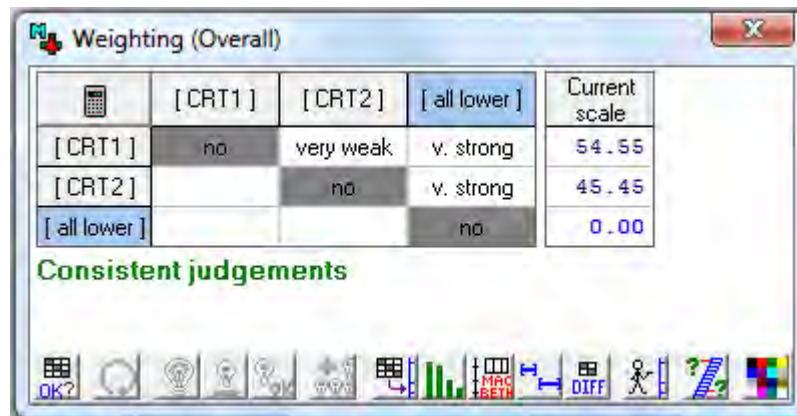 Weighting (Overall)
[ CRT1 ] [ CRT2 ] [ all lower ] Current scale
[ CRT1 ] no very weak v. strong 54.55
[ CRT2 ] no v. strong 45.45
[ all lower ] no 0.00
Consistent judgements
OK? OK MAC BETH DIFF ? ? ?